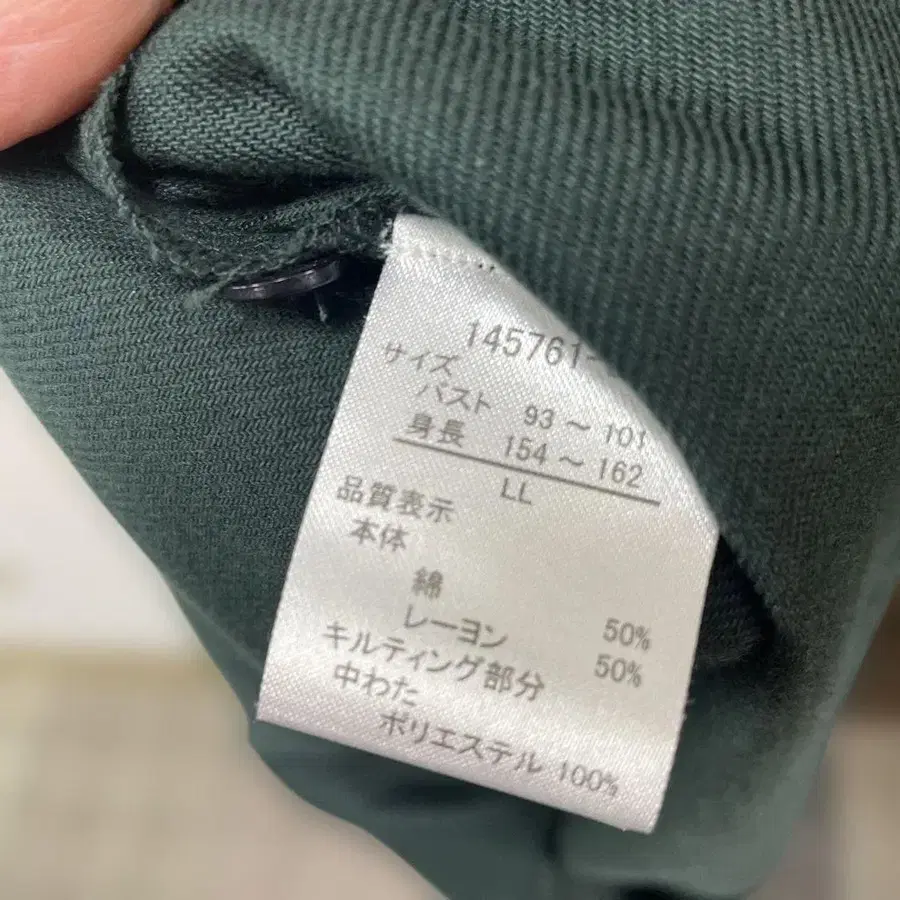 145761-
サイズ
バスト 93～101
身長 154～162
LL
品質表示
本体
綿 50%
レーヨン 50%
キルティング部分
中わた
ポリエステル 100%